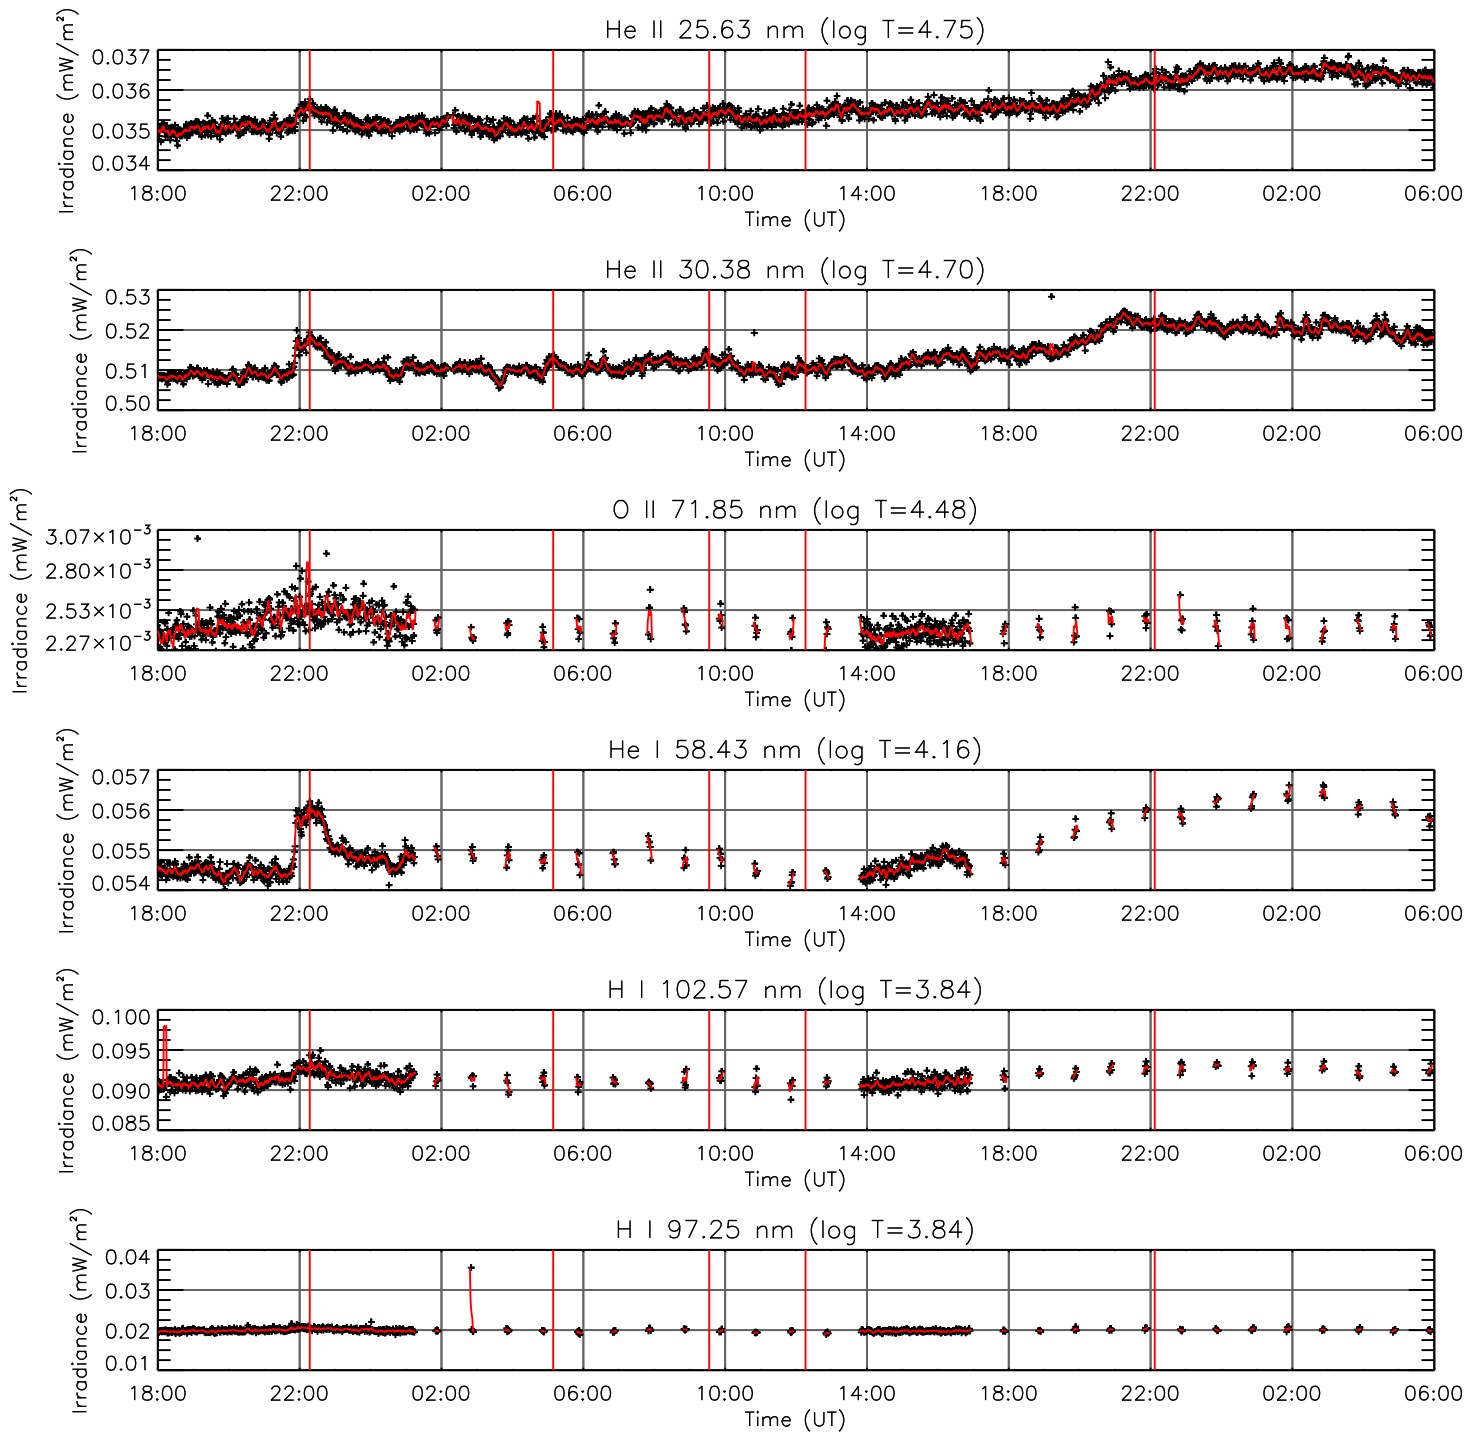 He II 25.63 nm (log T=4.75)
Irradiance (mW/m²)
0.037
0.036
0.035
0.034
18:00 22:00 02:00 06:00 10:00 14:00 18:00 22:00 02:00 06:00
Time (UT)
He II 30.38 nm (log T=4.70)
Irradiance (mW/m²)
0.53
0.52
0.51
0.50
18:00 22:00 02:00 06:00 10:00 14:00 18:00 22:00 02:00 06:00
Time (UT)
O II 71.85 nm (log T=4.48)
Irradiance (mW/m²)
3.07×10⁻³
2.80×10⁻³
2.53×10⁻³
2.27×10⁻³
18:00 22:00 02:00 06:00 10:00 14:00 18:00 22:00 02:00 06:00
Time (UT)
He I 58.43 nm (log T=4.16)
Irradiance (mW/m²)
0.057
0.056
0.055
0.054
18:00 22:00 02:00 06:00 10:00 14:00 18:00 22:00 02:00 06:00
Time (UT)
H I 102.57 nm (log T=3.84)
Irradiance (mW/m²)
0.100
0.095
0.090
0.085
18:00 22:00 02:00 06:00 10:00 14:00 18:00 22:00 02:00 06:00
Time (UT)
H I 97.25 nm (log T=3.84)
Irradiance (mW/m²)
0.04
0.03
0.02
0.01
18:00 22:00 02:00 06:00 10:00 14:00 18:00 22:00 02:00 06:00
Time (UT)